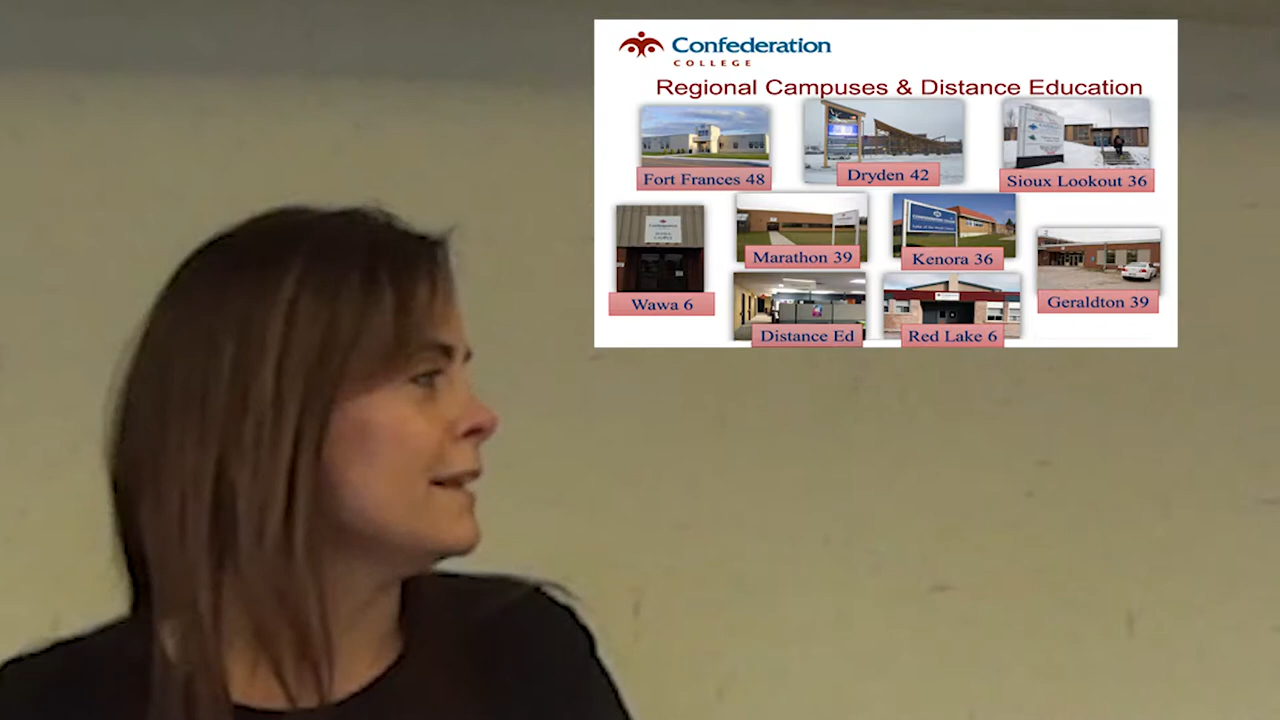 Confederation
COLLEGE
Regional Campuses & Distance Education
Fort Frances 48
Dryden 42
Sioux Lookout 36
Marathon 39
Kenora 36
Wawa 6
Geraldton 39
Distance Ed
Red Lake 6